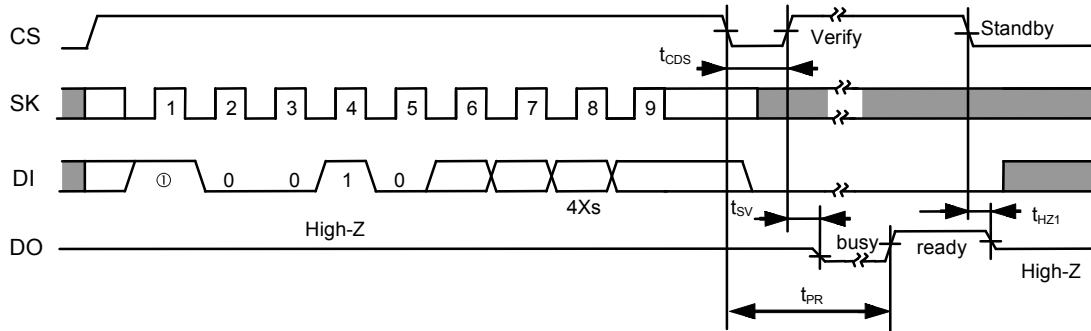 CS Verify Standby
tCDS
SK 1 2 3 4 5 6 7 8 9
DI ① 0 0 1 0
4Xs
tSV tHZ1
High-Z
DO busy ready
High-Z
tPR